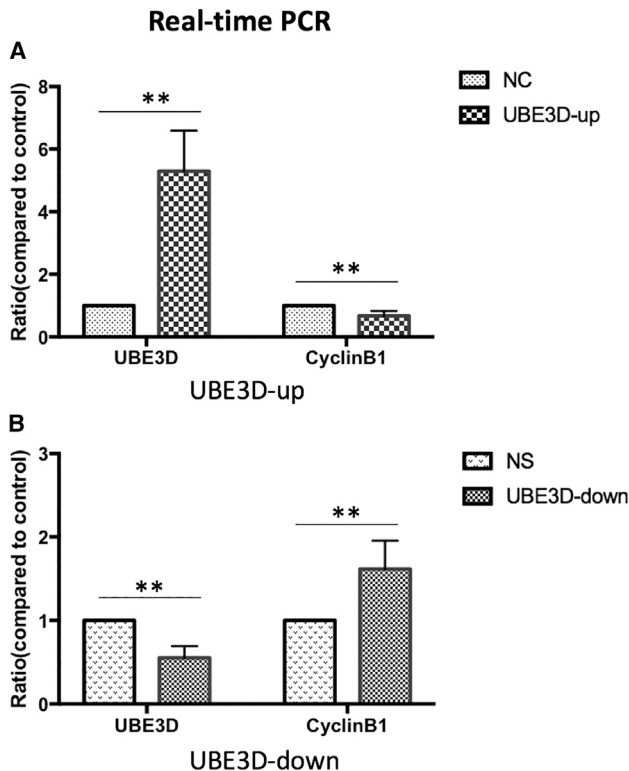 Real-time PCR
A
Ratio(compared to control)
8
6
4
2
0
**
**
UBE3D
CyclinB1
UBE3D-up
NC
UBE3D-up
B
Ratio(compared to control)
3
2
1
0
**
**
UBE3D
CyclinB1
UBE3D-down
NS
UBE3D-down